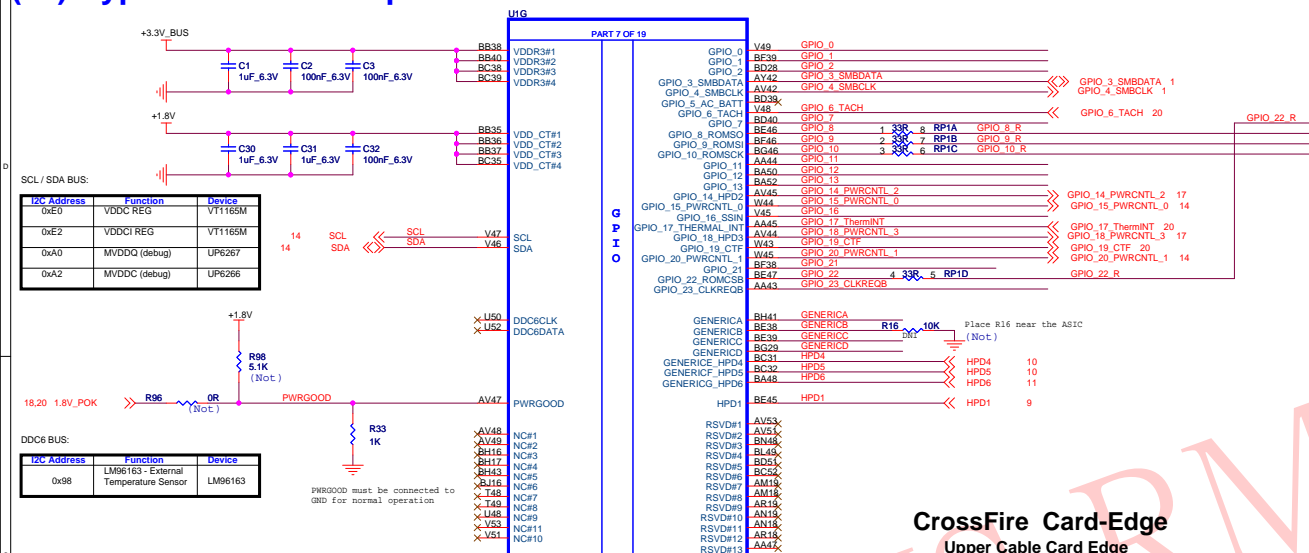 U1G
PART 7 OF 19
+3.3V_BUS
C1
1uF_6.3V
C2
100nF_6.3V
C3
100nF_6.3V
BB38 VDDR3#1
BB40 VDDR3#2
BC38 VDDR3#3
BC39 VDDR3#4
+1.8V
C30
1uF_6.3V
C31
1uF_6.3V
C32
100nF_6.3V
BB35 VDD_CT#1
BB36 VDD_CT#2
BB37 VDD_CT#3
BC35 VDD_CT#4
D
SCL / SDA BUS:
I2C Address Function Device
0xE0 VDDC REG VT1165M
0xE2 VDDCI REG VT1165M
0xA0 MVDDQ (debug) UP6267
0xA2 MVDDC (debug) UP6266
14 SCL SCL V47 SCL
14 SDA SDA V46 SDA
U50 DDC6CLK
U52 DDC6DATA
+1.8V
R98
5.1K
(Not)
18,20 1.8V_POK R96 0R PWRGOOD AV47 PWRGOOD
(Not)
R33
1K
DDC6 BUS:
I2C Address Function Device
0x98 LM96163 - External Temperature Sensor LM96163
PWRGOOD must be connected to
GND for normal operation
AV48 NC#1
AV49 NC#2
BH16 NC#3
BH17 NC#4
BH43 NC#5
BJ16 NC#6
T48 NC#7
T49 NC#8
U48 NC#9
V53 NC#11
V51 NC#10
GPIO
GPIO_0 V49 GPIO_0
GPIO_1 BF39 GPIO_1
GPIO_2 BD28 GPIO_2
GPIO_3_SMBDATA AY42 GPIO_3_SMBDATA GPIO_3_SMBDATA 1
GPIO_4_SMBCLK AV42 GPIO_4_SMBCLK GPIO_4_SMBCLK 1
GPIO_5_AC_BATT BD39
GPIO_6_TACH V48 GPIO_6_TACH GPIO_6_TACH 20
GPIO_7 BD40 GPIO_7
GPIO_22_R
GPIO_8_ROMSO BE46 GPIO_8 1 33R 8 RP1A GPIO_8_R
GPIO_9_ROMSI BF46 GPIO_9 2 33R 7 RP1B GPIO_9_R
GPIO_10_ROMSCK BG46 GPIO_10 3 33R 6 RP1C GPIO_10_R
GPIO_11 AA44 GPIO_11
GPIO_12 BA50 GPIO_12
GPIO_13 BA52 GPIO_13
GPIO_14_HPD2 AV45 GPIO_14_PWRCNTL_2 GPIO_14_PWRCNTL_2 17
GPIO_15_PWRCNTL_0 W44 GPIO_15_PWRCNTL_0 GPIO_15_PWRCNTL_0 14
GPIO_16_SSIN V45 GPIO_16
GPIO_17_THERMAL_INT AA45 GPIO_17_ThermINT GPIO_17_ThermINT 20
GPIO_18_HPD3 AV44 GPIO_18_PWRCNTL_3 GPIO_18_PWRCNTL_3 17
GPIO_19_CTF W43 GPIO_19_CTF GPIO_19_CTF 20
GPIO_20_PWRCNTL_1 W45 GPIO_20_PWRCNTL_1 GPIO_20_PWRCNTL_1 14
GPIO_21 BF38 GPIO_21
GPIO_22_ROMCSB BE47 GPIO_22 4 33R 5 RP1D GPIO_22_R
GPIO_23_CLKREQB AA43 GPIO_23_CLKREQB
GENERICA BH41 GENERICA
GENERICB BE38 GENERICB R16 10K Place R16 near the ASIC
DNI (Not)
GENERICC BE39 GENERICC
GENERICD BG29 GENERICD
GENERICE_HPD4 BC31 HPD4 HPD4 10
GENERICF_HPD5 BC32 HPD5 HPD5 10
GENERICG_HPD6 BA48 HPD6 HPD6 11
HPD1 BE45 HPD1 HPD1 9
RSVD#1 AV53
RSVD#2 AV51
RSVD#3 BN48
RSVD#4 BL49
RSVD#5 BD51
RSVD#6 BC52
RSVD#7 AM19
RSVD#8 AM18
RSVD#9 AR19
RSVD#10 AN19
RSVD#11 AN18
RSVD#12 AR18
RSVD#13 AA47
CrossFire Card-Edge
Upper Cable Card Edge